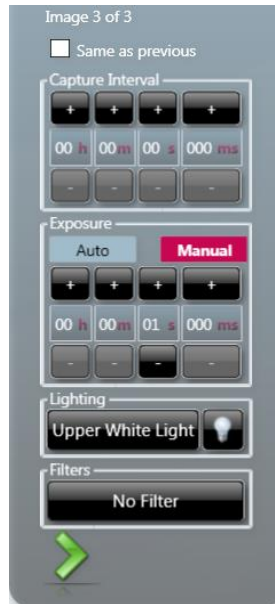 Image 3 of 3
Same as previous
Capture Interval
+ + + +
00 h 00 m 00 s 000 ms
- - - -
Exposure
Auto Manual
+ + + +
00 h 00 m 01 s 000 ms
- - - -
Lighting
Upper White Light
Filters
No Filter